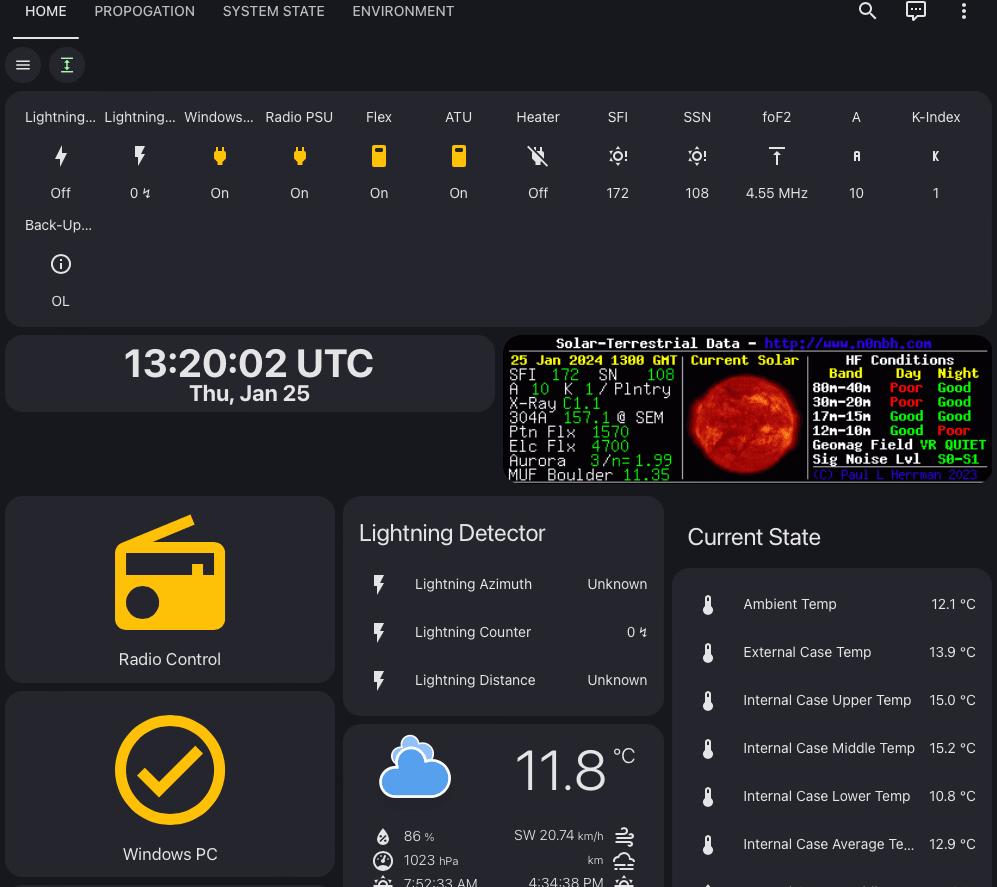 HOME PROPOGATION SYSTEM STATE ENVIRONMENT
Lightning... Lightning... Windows... Radio PSU Flex ATU Heater SFI SSN foF2 A K-Index
A K
Off 0 On On On On Off 172 108 4.55 MHz 10 1
Back-Up...
OL
13:20:02 UTC
Thu, Jan 25
Solar-Terrestrial Data - http://www.n0nbh.com
25 Jan 2024 1300 GMT
SFI 172 SN 108
A 10 K 1 / Plntry
X-Ray C1.1
304A 157.1 @ SEM
Ptn Flx 1570
Elc Flx 4700
Aurora 3/n=1.99
MUF Boulder 11.35
Current Solar
HF Conditions
Band Day Night
80m-40m Poor Good
30m-20m Poor Good
17m-15m Good Good
12m-10m Good Poor
Geomag Field VR QUIET
Sig Noise Lvl S0-S1
(C) Paul L Herrman 2023
Radio Control
Windows PC
Lightning Detector
Lightning Azimuth Unknown
Lightning Counter 0
Lightning Distance Unknown
11.8 °C
86 % SW 20.74 km/h
1023 hPa km
7:52:33 AM 4:34:38 PM
Current State
Ambient Temp 12.1 °C
External Case Temp 13.9 °C
Internal Case Upper Temp 15.0 °C
Internal Case Middle Temp 15.2 °C
Internal Case Lower Temp 10.8 °C
Internal Case Average Te... 12.9 °C